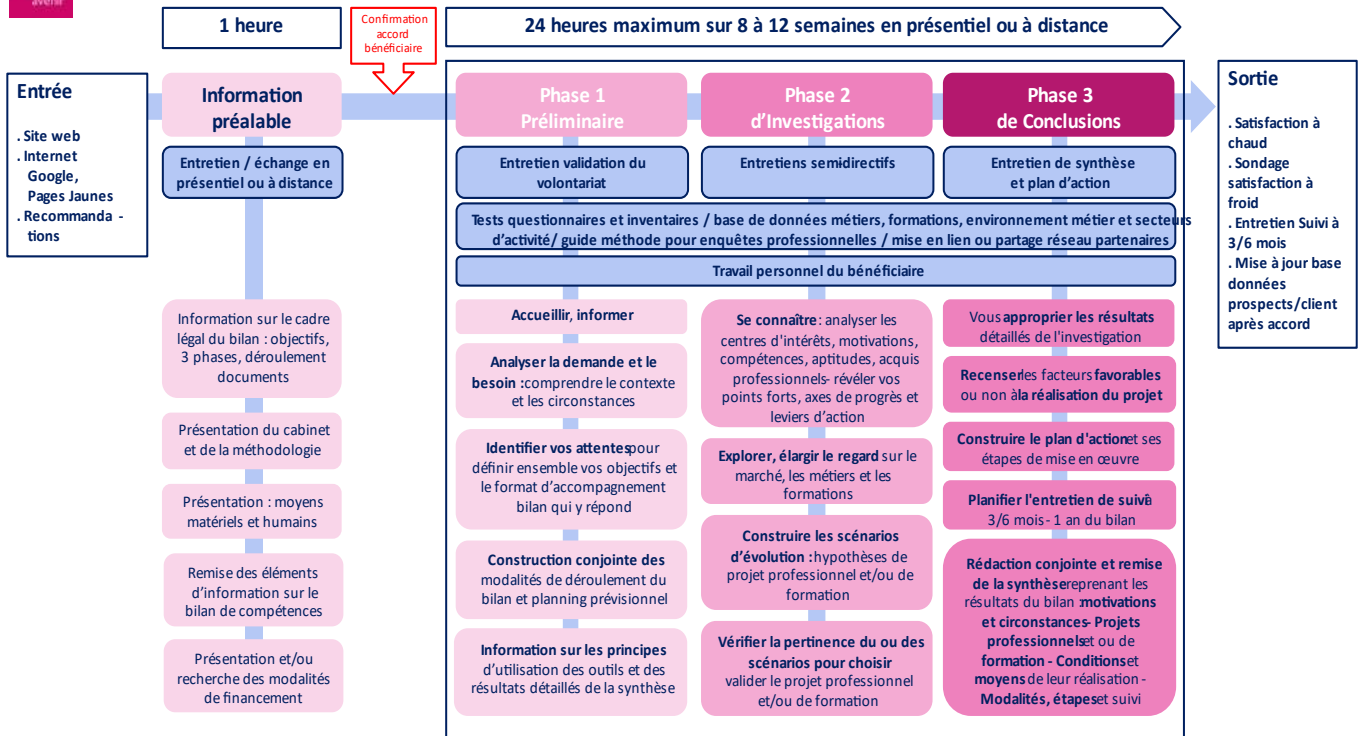 avenir
1 heure
Confirmation
accord
bénéficiaire
24 heures maximum sur 8 à 12 semaines en présentiel ou à distance
Entrée
. Site web
. Internet
Google,
Pages Jaunes
. Recommanda -
tions
Information
préalable
Entretien / échange en
présentiel ou à distance
Information sur le cadre
légal du bilan : objectifs,
3 phases, déroulement
documents
Présentation du cabinet
et de la méthodologie
Présentation : moyens
matériels et humains
Remise des éléments
d'information sur le
bilan de compétences
Présentation et/ou
recherche des modalités
de financement
Phase 1
Préliminaire
Phase 2
d'Investigations
Phase 3
de Conclusions
Entretien validation du
volontariat
Entretiens semi-directifs
Entretien de synthèse
et plan d'action
Tests questionnaires et inventaires / base de données métiers, formations, environnement métier et secteurs
d'activité/ guide méthode pour enquêtes professionnelles / mise en lien ou partage réseau partenaires
Travail personnel du bénéficiaire
Accueillir, informer
Analyser la demande et le
besoin : comprendre le contexte
et les circonstances
Identifier vos attentes pour
définir ensemble vos objectifs et
le format d'accompagnement
bilan qui y répond
Construction conjointe des
modalités de déroulement du
bilan et planning prévisionnel
Information sur les principes
d'utilisation des outils et des
résultats détaillés de la synthèse
Se connaître : analyser les
centres d'intérêts, motivations,
compétences, aptitudes, acquis
professionnels- révéler vos
points forts, axes de progrès et
leviers d'action
Explorer, élargir le regard sur le
marché, les métiers et les
formations
Construire les scénarios
d'évolution : hypothèses de
projet professionnel et/ou de
formation
Vérifier la pertinence du ou des
scénarios pour choisir
valider le projet professionnel
et/ou de formation
Vous approprier les résultats
détaillés de l'investigation
Recenser les facteurs favorables
ou non à la réalisation du projet
Construire le plan d'action et ses
étapes de mise en œuvre
Planifier l'entretien de suivi à
3/6 mois- 1 an du bilan
Rédaction conjointe et remise
de la synthèse reprenant les
résultats du bilan : motivations
et circonstances- Projets
professionnels et ou de
formation - Conditions et
moyens de leur réalisation -
Modalités, étapes et suivi
Sortie
. Satisfaction à
chaud
. Sondage
satisfaction à
froid
. Entretien Suivi à
3/6 mois
. Mise à jour base
données
prospects/client
après accord